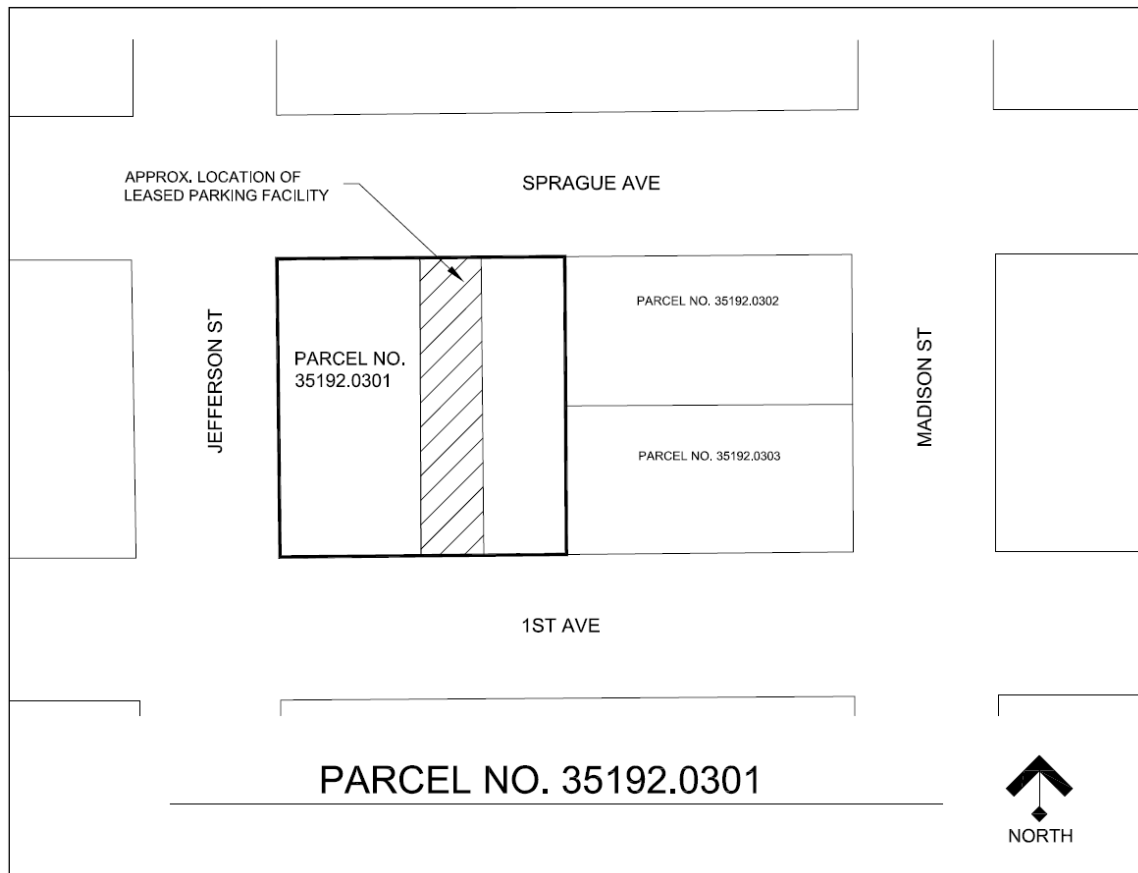 APPROX. LOCATION OF
LEASED PARKING FACILITY
SPRAGUE AVE
PARCEL NO. 35192.0302
JEFFERSON ST
PARCEL NO.
35192.0301
MADISON ST
PARCEL NO. 35192.0303
1ST AVE
PARCEL NO. 35192.0301
NORTH